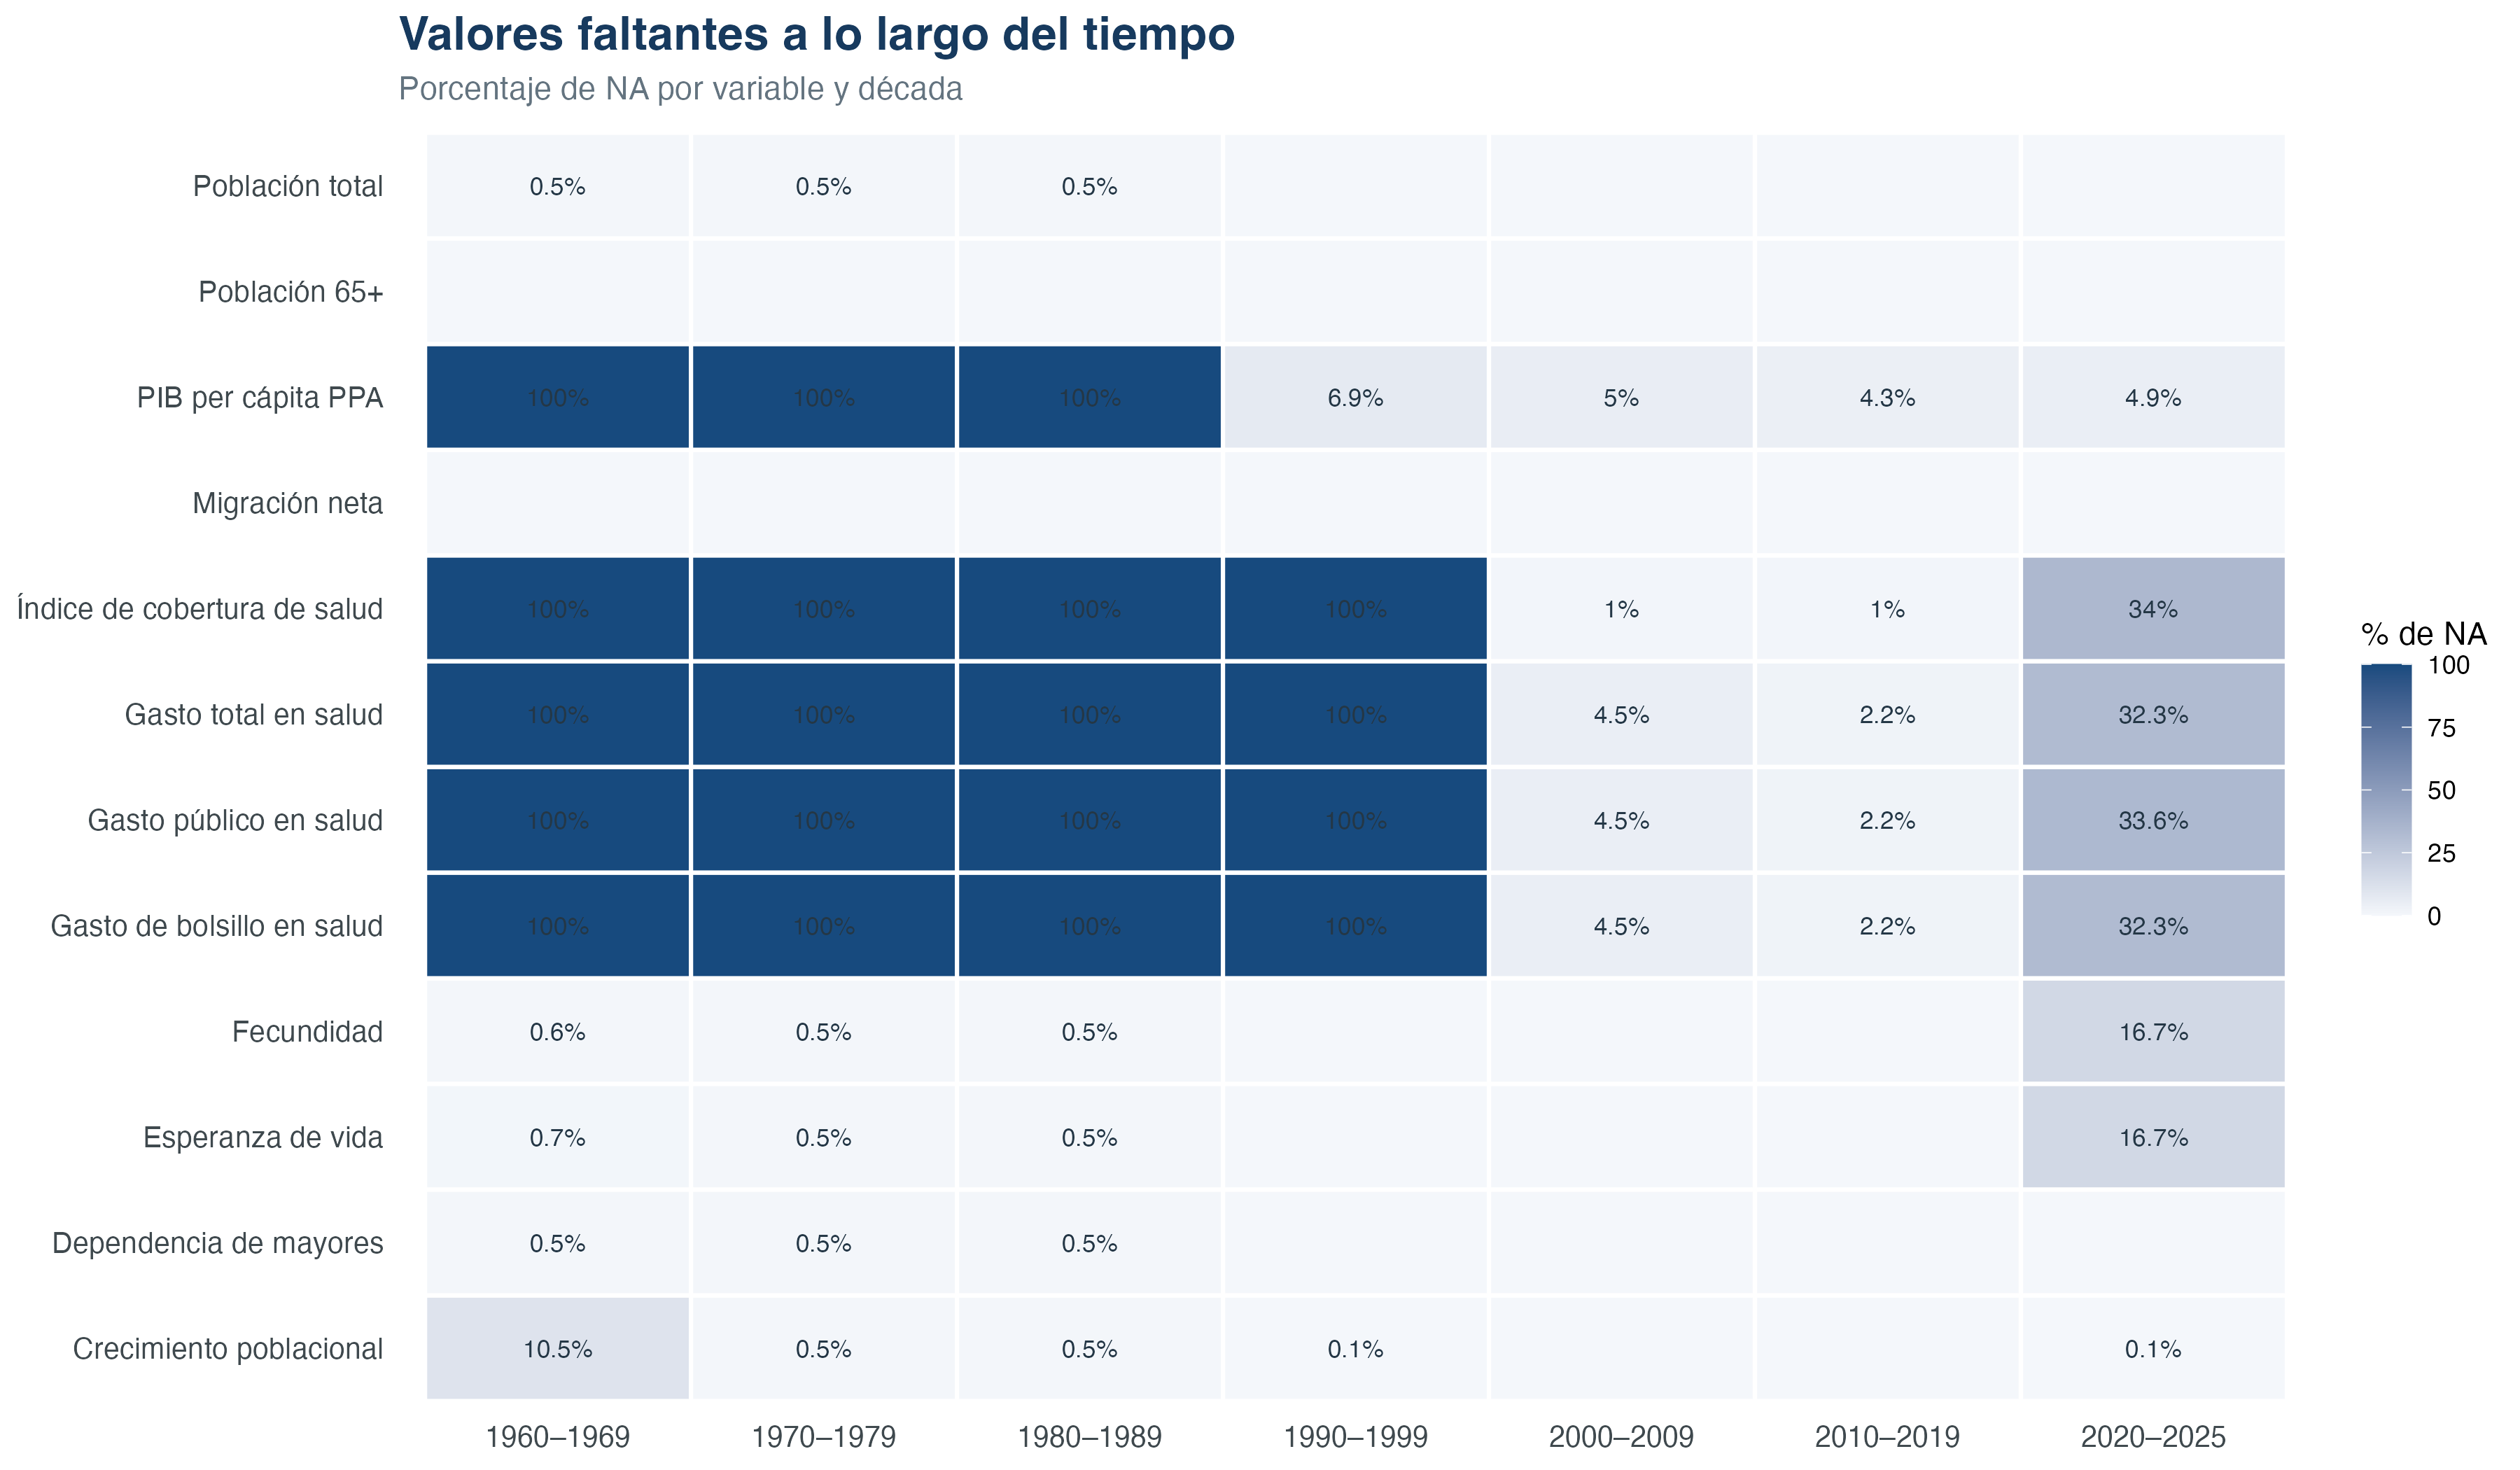 Valores faltantes a lo largo del tiempo
Porcentaje de NA por variable y década
Población total 0.5% 0.5% 0.5%
Población 65+
PIB per cápita PPA 100% 100% 100% 6.9% 5% 4.3% 4.9%
Migración neta
Índice de cobertura de salud 100% 100% 100% 100% 1% 1% 34%
Gasto total en salud 100% 100% 100% 100% 4.5% 2.2% 32.3%
Gasto público en salud 100% 100% 100% 100% 4.5% 2.2% 33.6%
Gasto de bolsillo en salud 100% 100% 100% 100% 4.5% 2.2% 32.3%
Fecundidad 0.6% 0.5% 0.5% 16.7%
Esperanza de vida 0.7% 0.5% 0.5% 16.7%
Dependencia de mayores 0.5% 0.5% 0.5%
Crecimiento poblacional 10.5% 0.5% 0.5% 0.1% 0.1%
1960–1969 1970–1979 1980–1989 1990–1999 2000–2009 2010–2019 2020–2025
% de NA
100
75
50
25
0